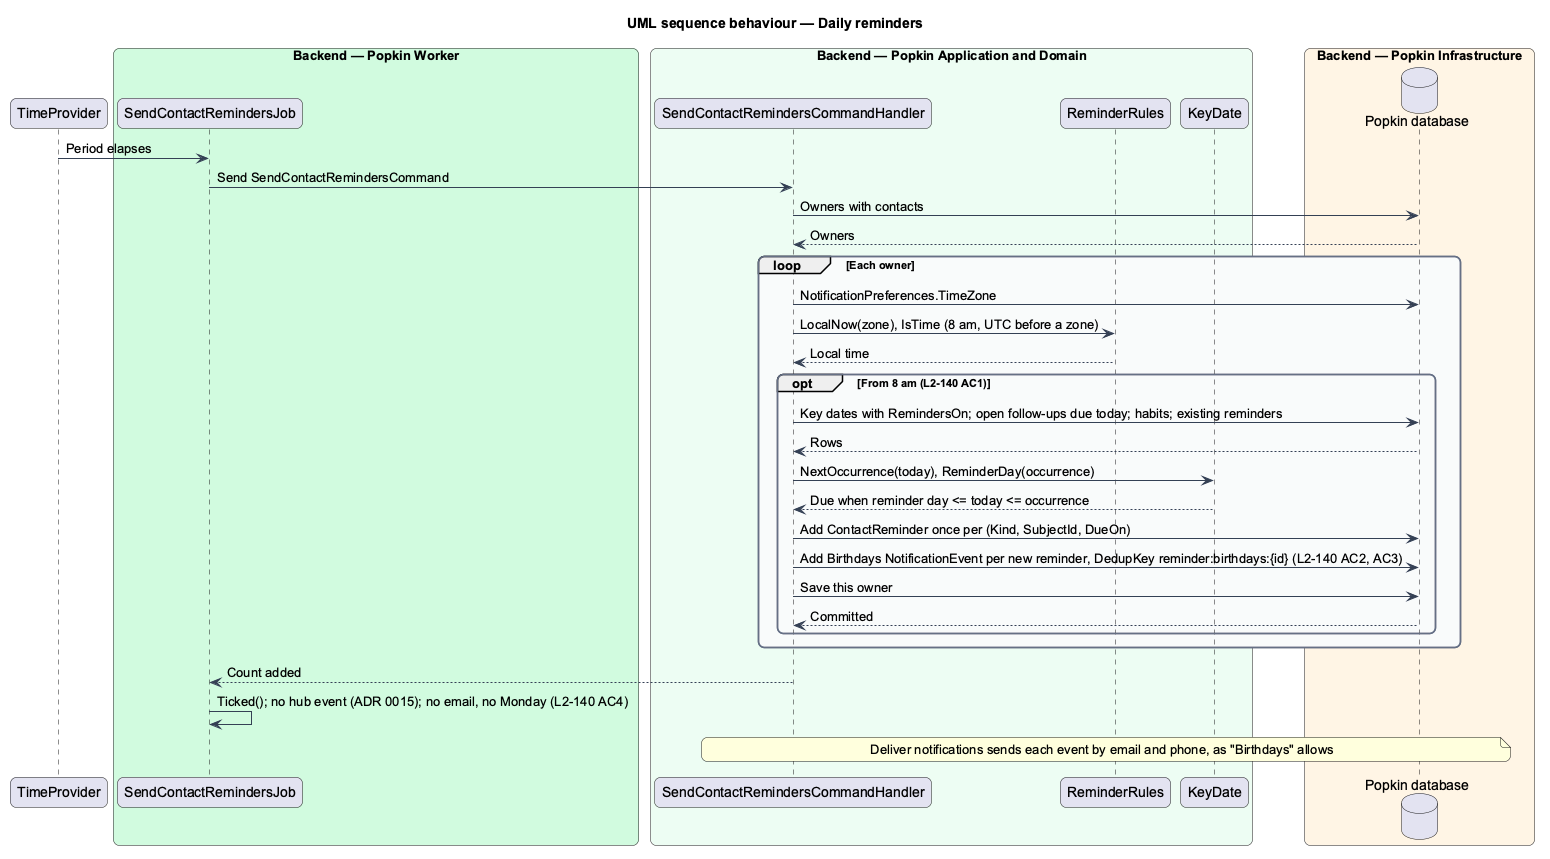 UML sequence behaviour — Daily reminders
Backend — Popkin Worker
Backend — Popkin Application and Domain
Backend — Popkin Infrastructure
TimeProvider
SendContactRemindersJob
SendContactRemindersCommandHandler
ReminderRules
KeyDate
Popkin database
Period elapses
Send SendContactRemindersCommand
Owners with contacts
Owners
loop
[Each owner]
NotificationPreferences.TimeZone
LocalNow(zone), IsTime (8 am, UTC before a zone)
Local time
opt
[From 8 am (L2-140 AC1)]
Key dates with RemindersOn; open follow-ups due today; habits; existing reminders
Rows
NextOccurrence(today), ReminderDay(occurrence)
Due when reminder day <= today <= occurrence
Add ContactReminder once per (Kind, SubjectId, DueOn)
Add Birthdays NotificationEvent per new reminder, DedupKey reminder:birthdays:{id} (L2-140 AC2, AC3)
Save this owner
Committed
Count added
Ticked(); no hub event (ADR 0015); no email, no Monday (L2-140 AC4)
Deliver notifications sends each event by email and phone, as "Birthdays" allows
TimeProvider
SendContactRemindersJob
SendContactRemindersCommandHandler
ReminderRules
KeyDate
Popkin database